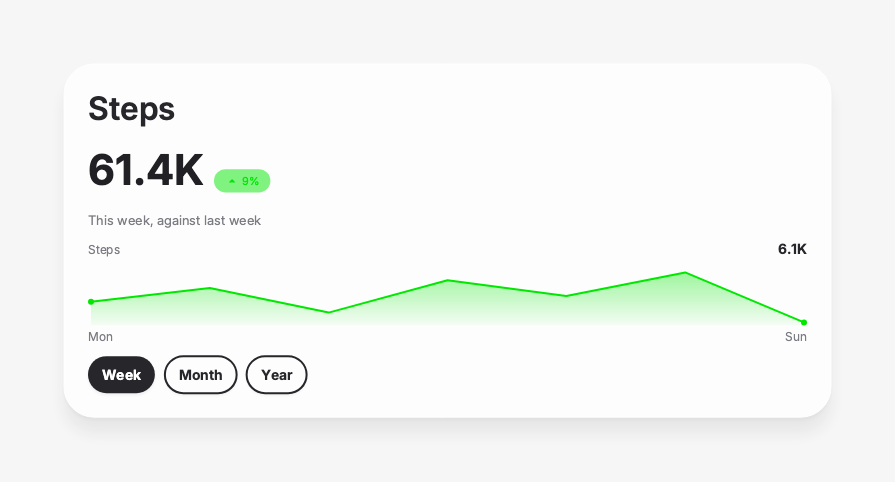 Steps
61.4K 9%
This week, against last week
Steps 6.1K
Mon Sun
Week Month Year